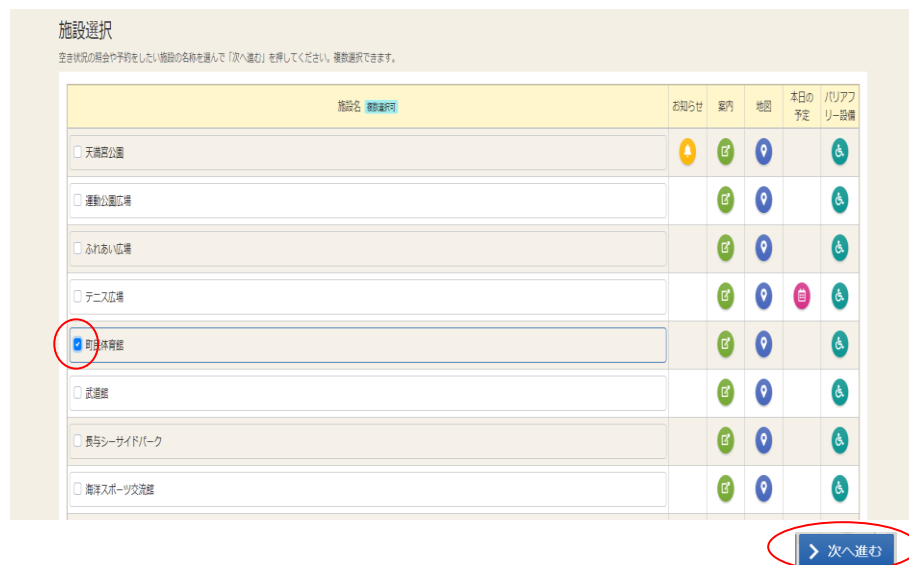 施設選択
空き状況の照会や予約をしたい施設の名称を選んで「次へ進む」を押してください。複数選択できます。
施設名 複数選択可 お知らせ 案内 地図 本日の予定 バリアフリー設備
天満宮公園
運動公園広場
ふれあい広場
テニス広場
町民体育館
武道館
長与シーサイドパーク
海洋スポーツ交流館
次へ進む